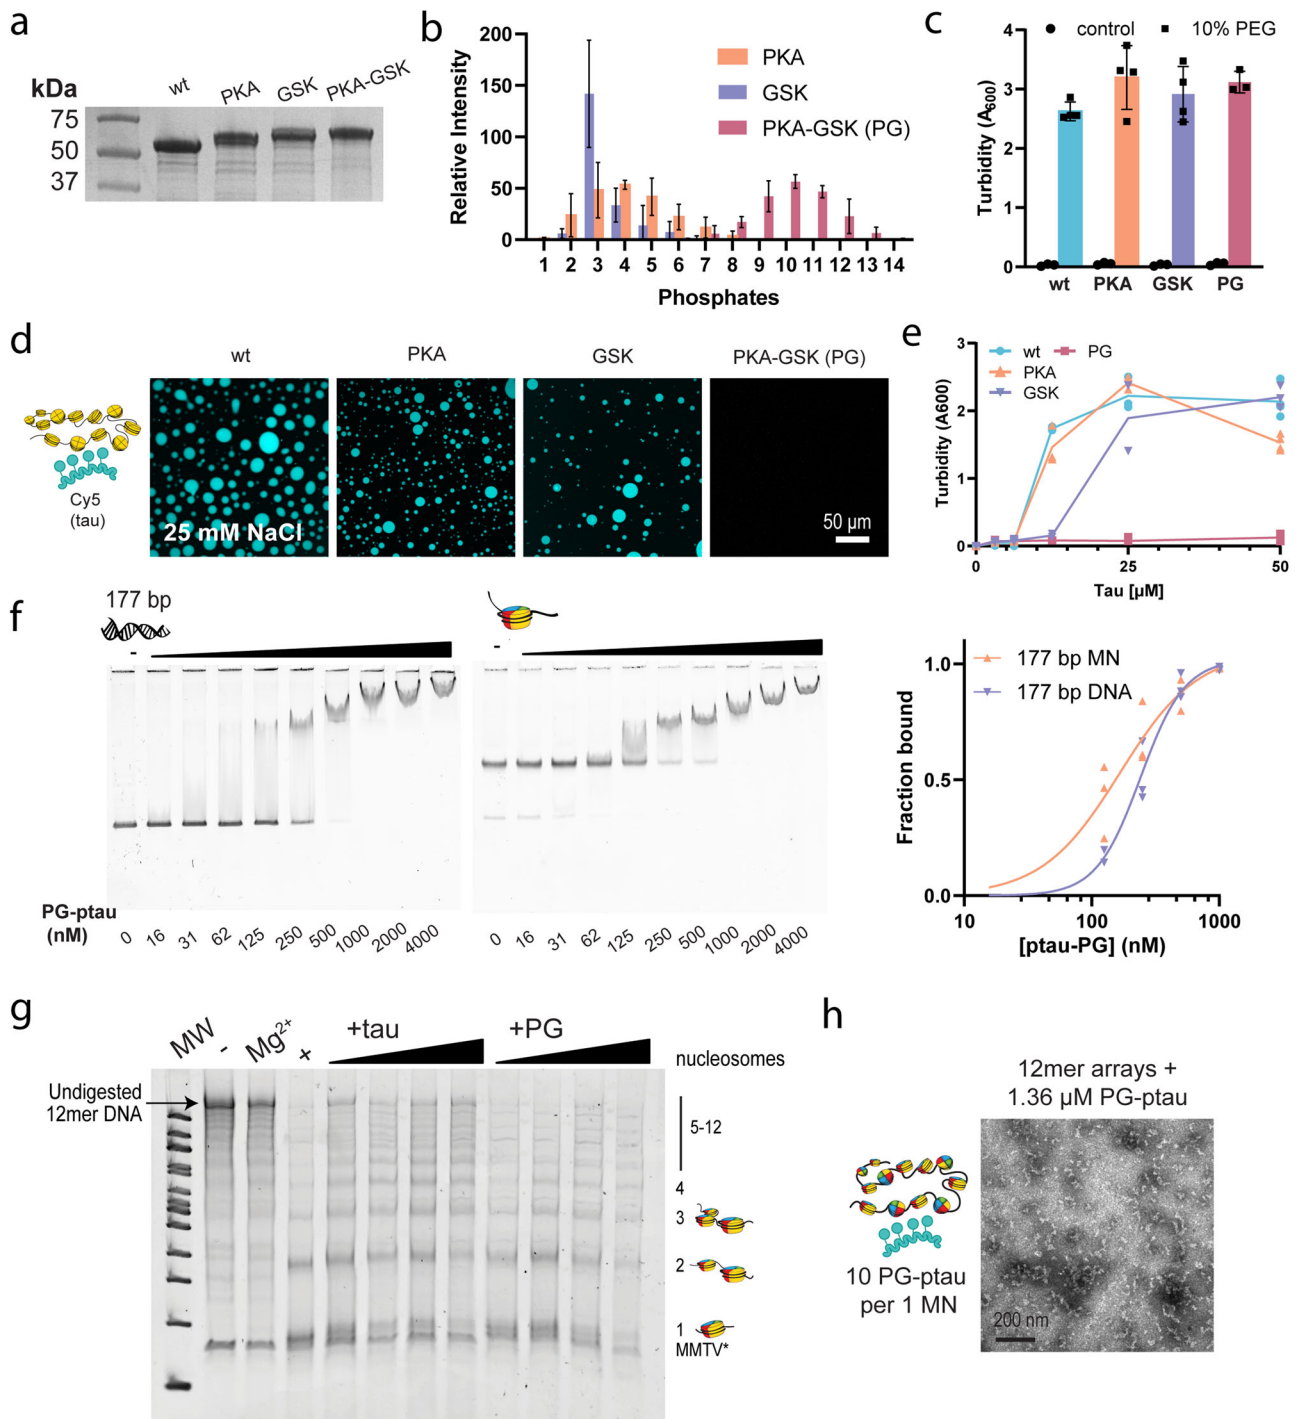 a
kDa
wt
PKA
GSK
PKA-GSK
75
50
37
b
Relative Intensity
200
150
100
50
0
PKA
GSK
PKA-GSK (PG)
1 2 3 4 5 6 7 8 9 10 11 12 13 14
Phosphates
c
control
10% PEG
Turbidity (A600)
4
3
2
1
0
wt PKA GSK PG
d
wt
PKA
GSK
PKA-GSK (PG)
Cy5
(tau)
25 mM NaCl
50 µm
e
wt
PG
PKA
GSK
Turbidity (A600)
3
2
1
0
0 25 50
Tau [µM]
f
177 bp
-
-
PG-ptau
(nM)
0 16 31 62 125 250 500 1000 2000 4000
0 16 31 62 125 250 500 1000 2000 4000
177 bp MN
177 bp DNA
Fraction bound
1.0
0.5
0.0
10 100 1000
[ptau-PG] (nM)
g
MW
-
Mg2+
+
+tau
+PG
nucleosomes
Undigested
12mer DNA
5-12
4
3
2
1
MMTV*
h
12mer arrays +
1.36 µM PG-ptau
10 PG-ptau
per 1 MN
200 nm